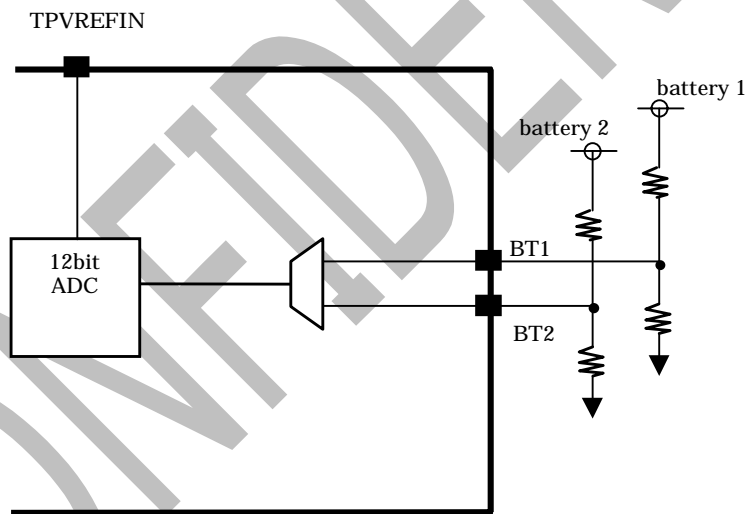 TPVREFIN
battery 1
battery 2
12bit
ADC
BT1
BT2